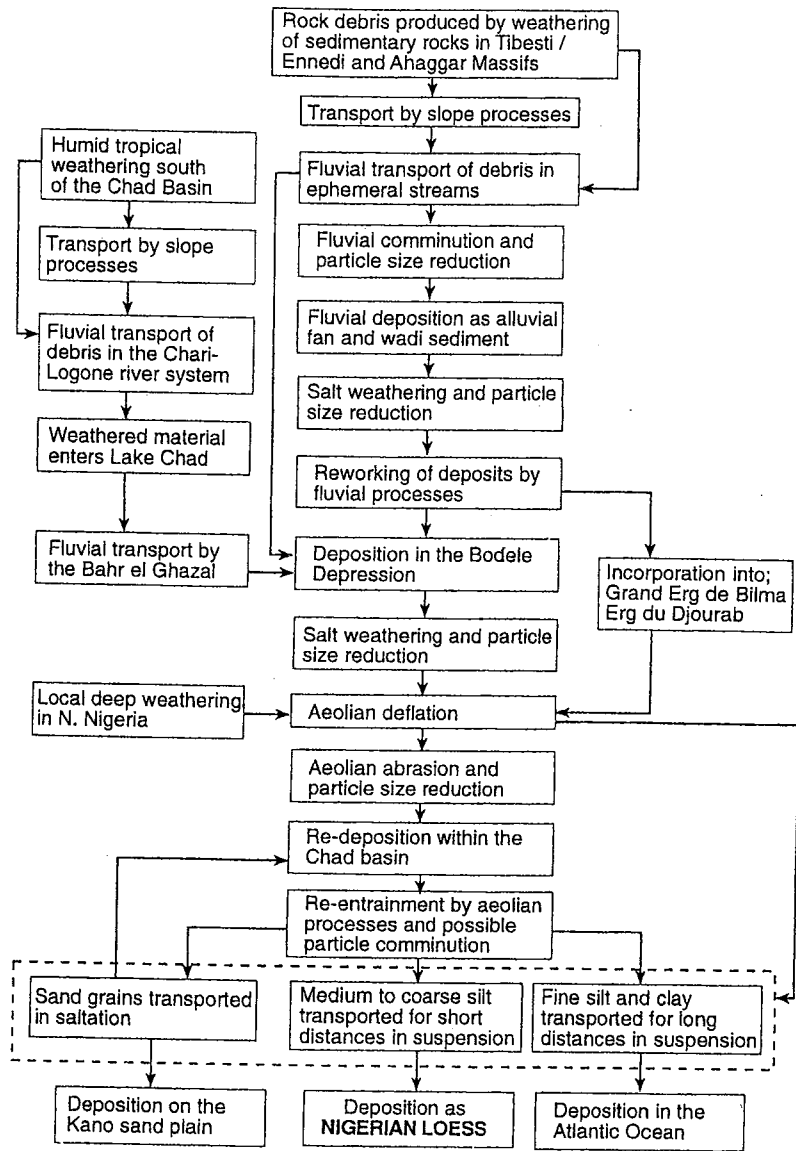 Rock debris produced by weathering
of sedimentary rocks in Tibesti /
Ennedi and Ahaggar Massifs
Transport by slope processes
Humid tropical
weathering south
of the Chad Basin
Fluvial transport of debris in
ephemeral streams
Transport by slope
processes
Fluvial comminution and
particle size reduction
Fluvial transport of
debris in the Chari-
Logone river system
Fluvial deposition as alluvial
fan and wadi sediment
Salt weathering and particle
size reduction
Weathered material
enters Lake Chad
Reworking of deposits by
fluvial processes
Fluvial transport by
the Bahr el Ghazal
Deposition in the Bodele
Depression
Incorporation into;
Grand Erg de Bilma
Erg du Djourab
Salt weathering and particle
size reduction
Local deep weathering
in N. Nigeria
Aeolian deflation
Aeolian abrasion and
particle size reduction
Re-deposition within the
Chad basin
Re-entrainment by aeolian
processes and possible
particle comminution
Sand grains transported
in saltation
Medium to coarse silt
transported for short
distances in suspension
Fine silt and clay
transported for long
distances in suspension
Deposition on the
Kano sand plain
Deposition as
NIGERIAN LOESS
Deposition in the
Atlantic Ocean